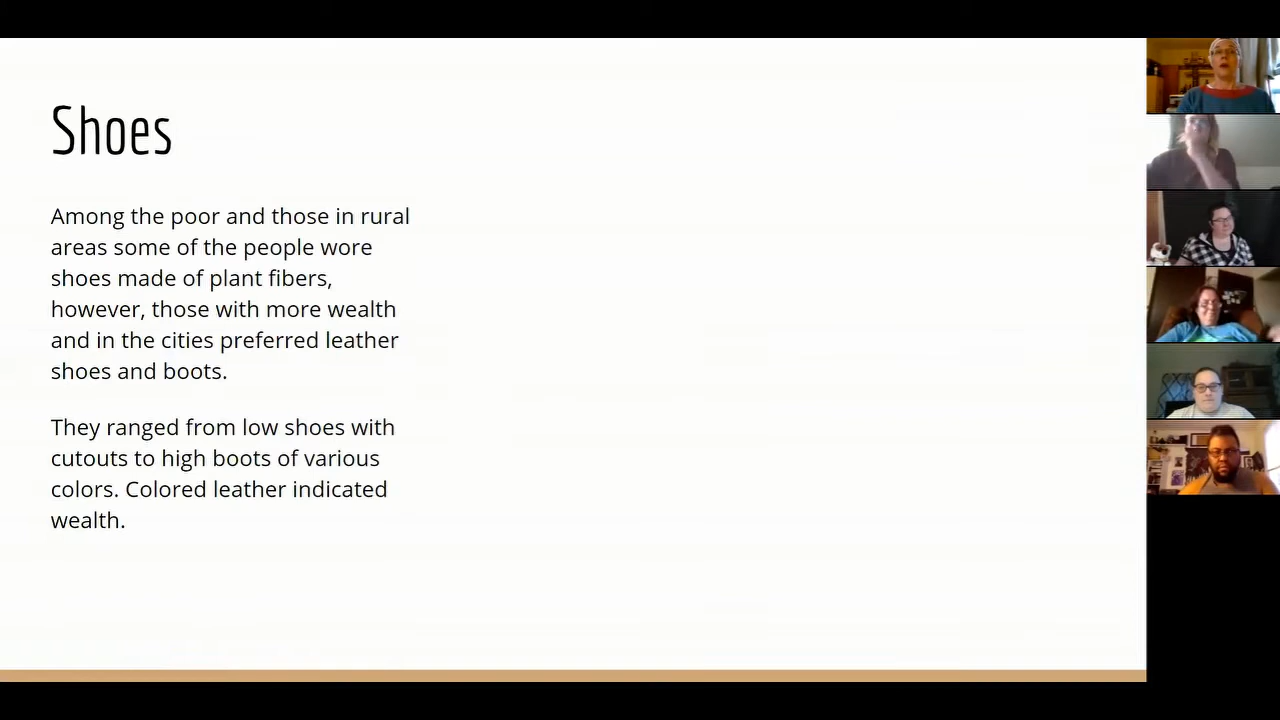 Shoes
Among the poor and those in rural
areas some of the people wore
shoes made of plant fibers,
however, those with more wealth
and in the cities preferred leather
shoes and boots.
They ranged from low shoes with
cutouts to high boots of various
colors. Colored leather indicated
wealth.